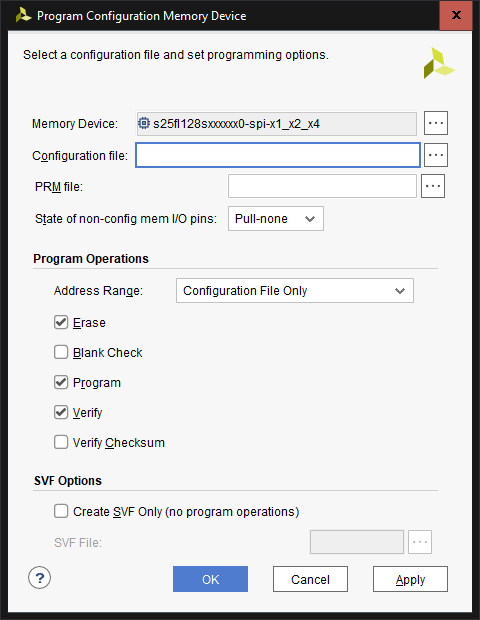 Program Configuration Memory Device
x
Select a configuration file and set programming options.
Memory Device: s25fl128sxxxxxx0-spi-x1_x2_x4 ...
Configuration file: ...
PRM file: ...
State of non-config mem I/O pins: Pull-none
Program Operations
Address Range: Configuration File Only
Erase
Blank Check
Program
Verify
Verify Checksum
SVF Options
Create SVF Only (no program operations)
SVF File: ...
? OK Cancel Apply